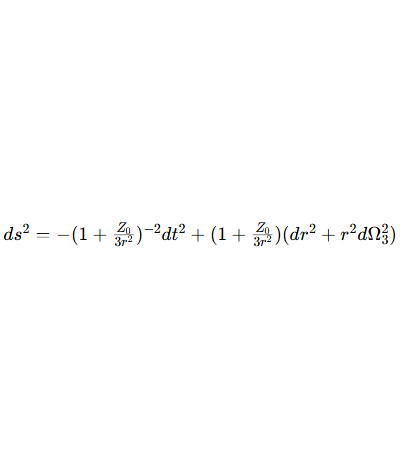 $ds^2 = -(1 + \frac{Z_0}{3r^2})^{-2}dt^2 + (1 + \frac{Z_0}{3r^2})(dr^2 + r^2 d\Omega_3^2)$